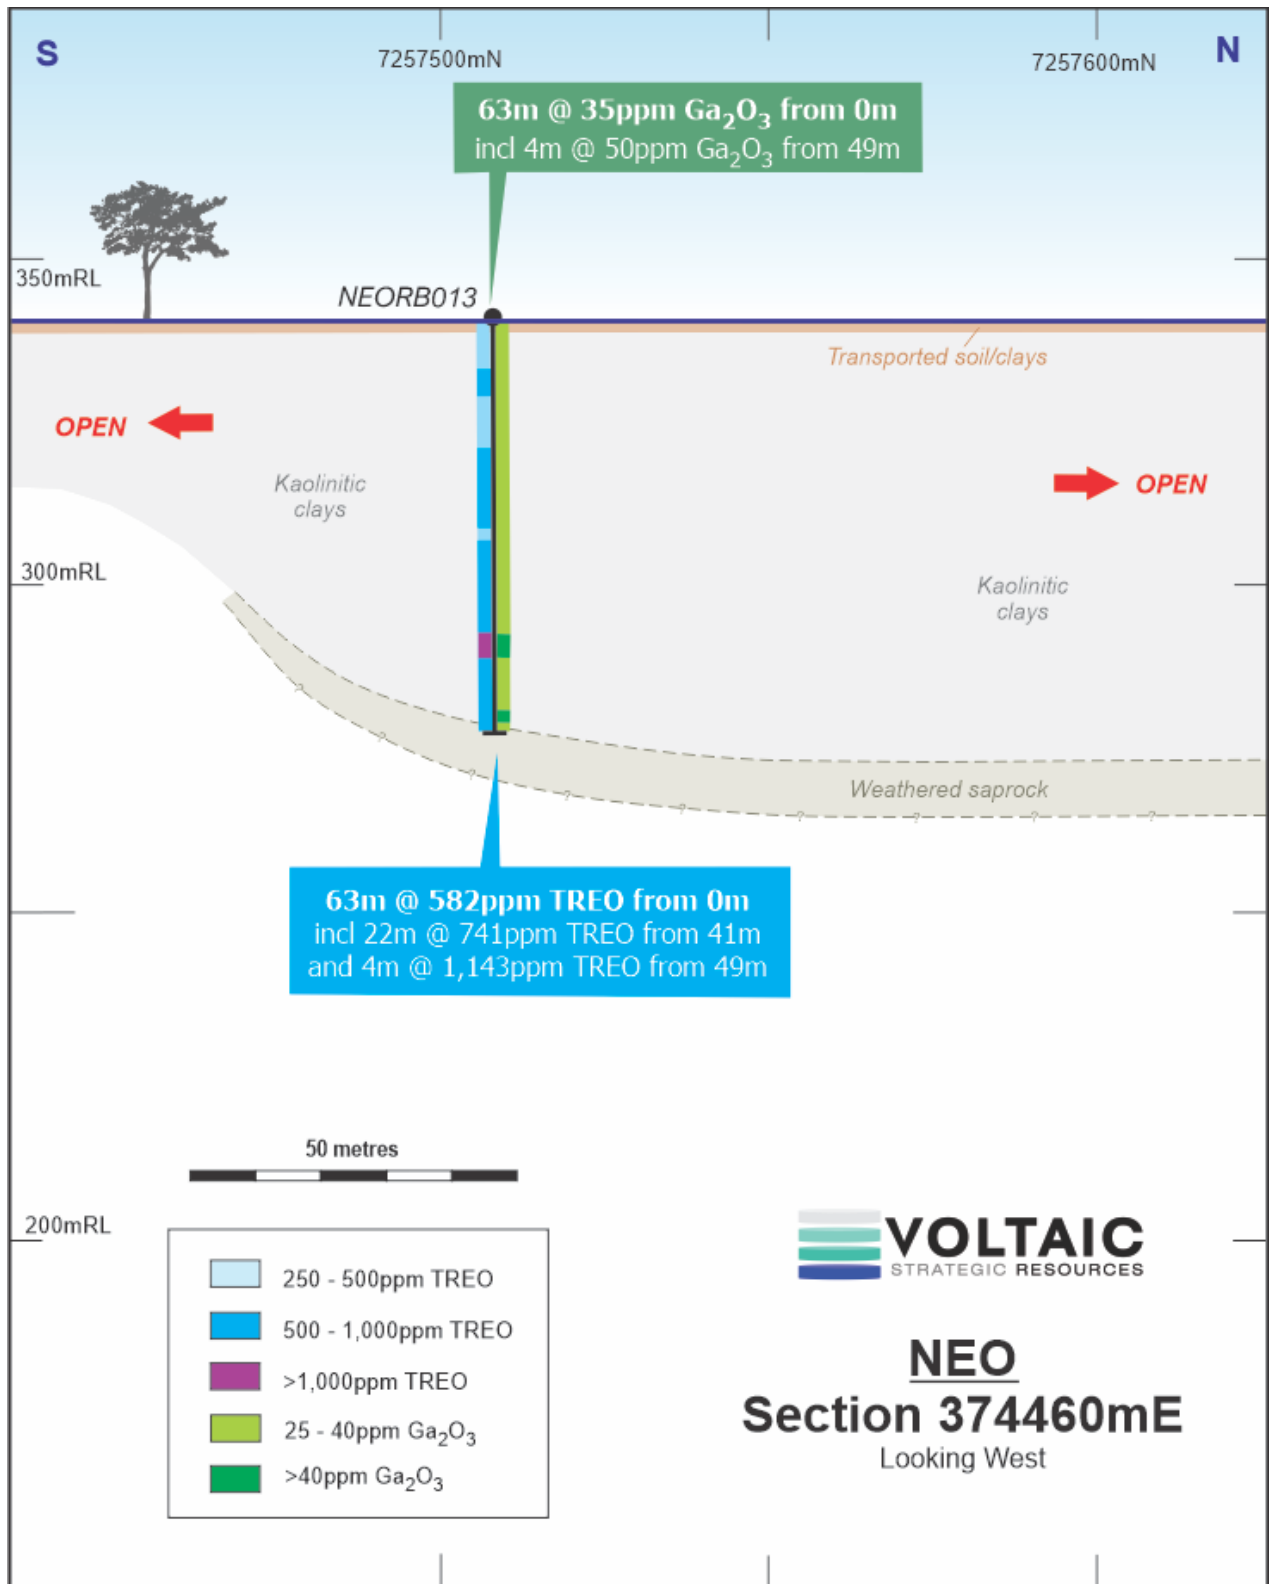 S
7257500mN
7257600mN
N
63m @ 35ppm Ga₂O₃ from 0m
incl 4m @ 50ppm Ga₂O₃ from 49m
350mRL
NEORB013
Transported soil/clays
OPEN
Kaolinitic
clays
OPEN
300mRL
Kaolinitic
clays
?
?
?
?
?
?
?
?
?
Weathered saprock
63m @ 582ppm TREO from 0m
incl 22m @ 741ppm TREO from 41m
and 4m @ 1,143ppm TREO from 49m
50 metres
200mRL
250 - 500ppm TREO
500 - 1,000ppm TREO
>1,000ppm TREO
25 - 40ppm Ga₂O₃
>40ppm Ga₂O₃
VOLTAIC
STRATEGIC RESOURCES
NEO
Section 374460mE
Looking West